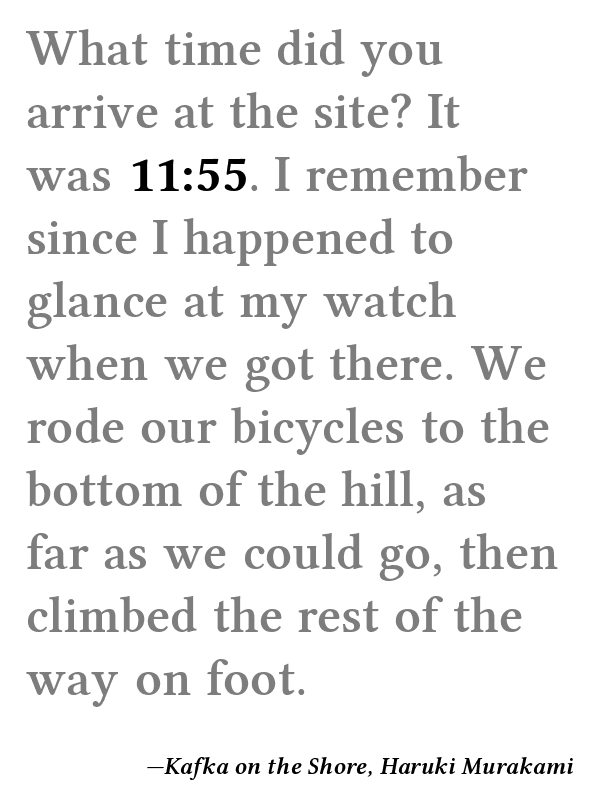 What time did you
arrive at the site? It
was 11:55. I remember
since I happened to
glance at my watch
when we got there. We
rode our bicycles to the
bottom of the hill, as
far as we could go, then
climbed the rest of the
way on foot.
—Kafka on the Shore, Haruki Murakami